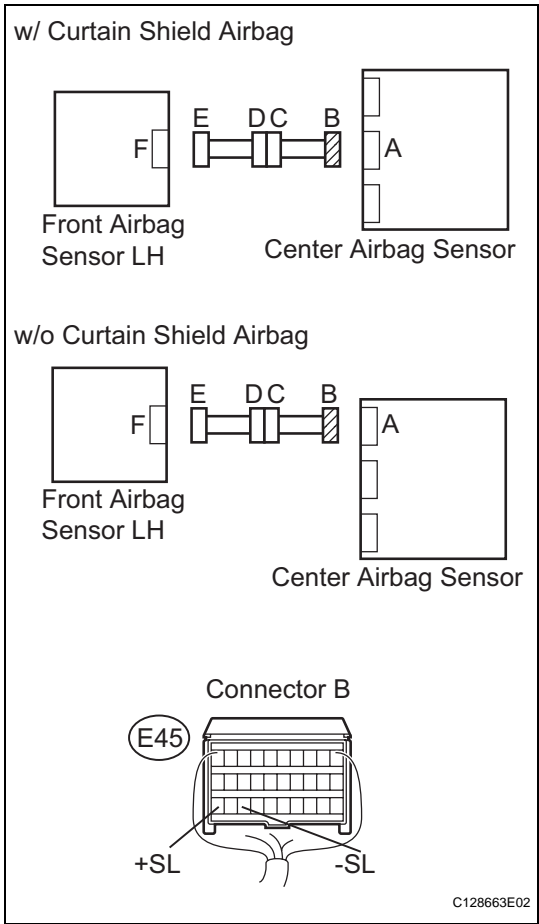 w/ Curtain Shield Airbag
E D C B
F A
Front Airbag
Sensor LH
Center Airbag Sensor
w/o Curtain Shield Airbag
E D C B
F A
Front Airbag
Sensor LH
Center Airbag Sensor
Connector B
E45
+SL -SL
C128663E02